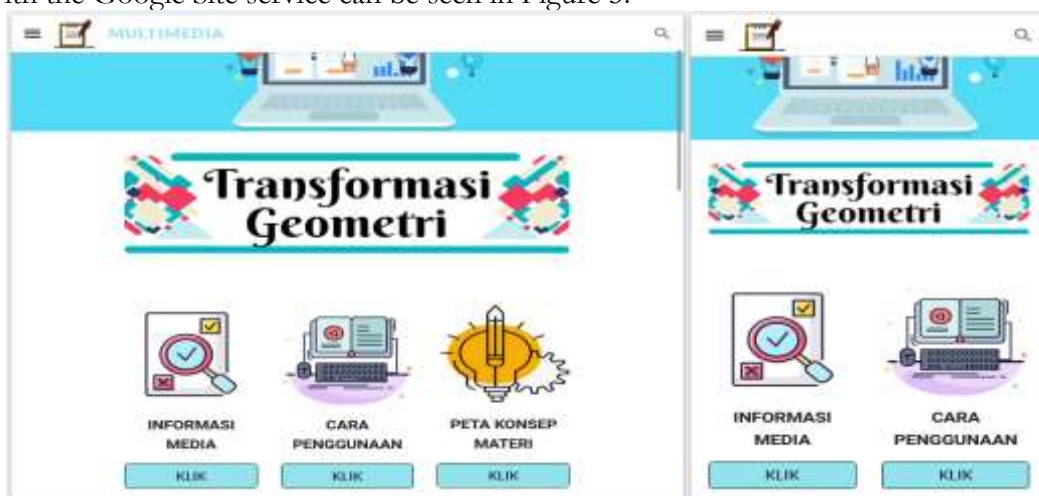 with the Google Site service can be seen in Figure 3.
MULTIMEDIA
Transformasi
Geometri
INFORMASI
MEDIA
KLIK
CARA
PENGGUNAAN
KLIK
PETA KONSEP
MATERI
KLIK
Transformasi
Geometri
INFORMASI
MEDIA
KLIK
CARA
PENGGUNAAN
KLIK